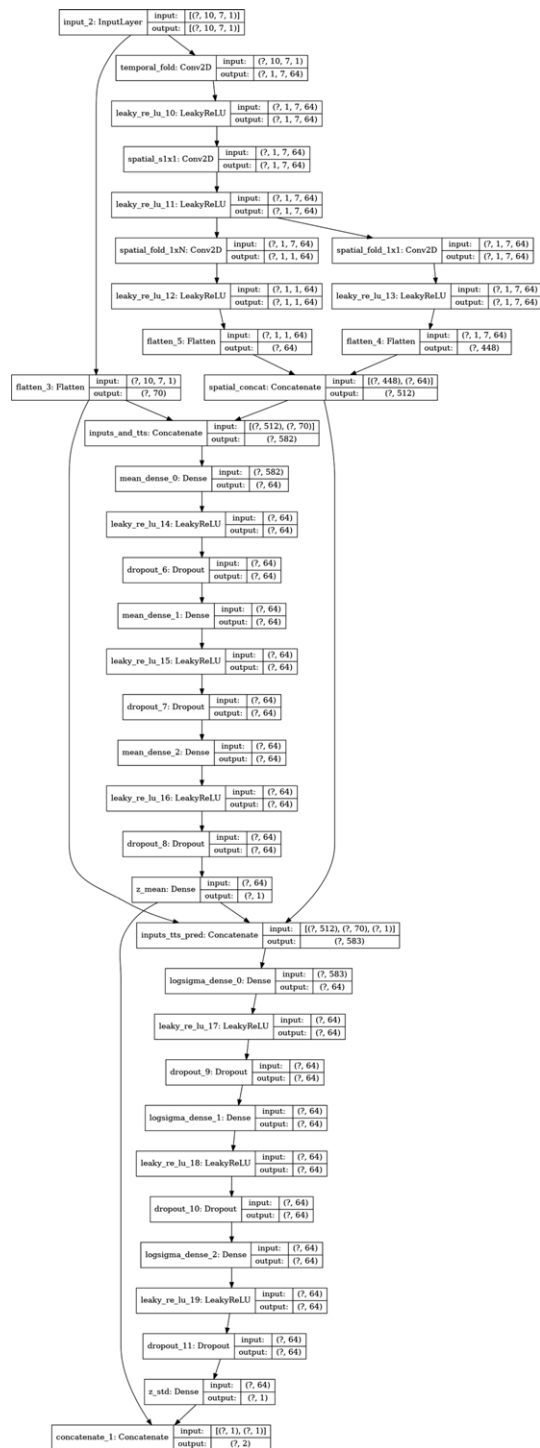 input_2: InputLayer input: [(?, 10, 7, 1)]
output: [(?, 10, 7, 1)]
temporal_fold: Conv2D input: (?, 10, 7, 1)
output: (?, 1, 7, 64)
leaky_re_lu_10: LeakyReLU input: (?, 1, 7, 64)
output: (?, 1, 7, 64)
spatial_s1x1: Conv2D input: (?, 1, 7, 64)
output: (?, 1, 7, 64)
leaky_re_lu_11: LeakyReLU input: (?, 1, 7, 64)
output: (?, 1, 7, 64)
spatial_fold_1xN: Conv2D input: (?, 1, 7, 64)
output: (?, 1, 1, 64)
spatial_fold_1x1: Conv2D input: (?, 1, 7, 64)
output: (?, 1, 7, 64)
leaky_re_lu_12: LeakyReLU input: (?, 1, 1, 64)
output: (?, 1, 1, 64)
leaky_re_lu_13: LeakyReLU input: (?, 1, 7, 64)
output: (?, 1, 7, 64)
flatten_5: Flatten input: (?, 1, 1, 64)
output: (?, 64)
flatten_4: Flatten input: (?, 1, 7, 64)
output: (?, 448)
flatten_3: Flatten input: (?, 10, 7, 1)
output: (?, 70)
spatial_concat: Concatenate input: [(?, 448), (?, 64)]
output: (?, 512)
inputs_and_tts: Concatenate input: [(?, 512), (?, 70)]
output: (?, 582)
mean_dense_0: Dense input: (?, 582)
output: (?, 64)
leaky_re_lu_14: LeakyReLU input: (?, 64)
output: (?, 64)
dropout_6: Dropout input: (?, 64)
output: (?, 64)
mean_dense_1: Dense input: (?, 64)
output: (?, 64)
leaky_re_lu_15: LeakyReLU input: (?, 64)
output: (?, 64)
dropout_7: Dropout input: (?, 64)
output: (?, 64)
mean_dense_2: Dense input: (?, 64)
output: (?, 64)
leaky_re_lu_16: LeakyReLU input: (?, 64)
output: (?, 64)
dropout_8: Dropout input: (?, 64)
output: (?, 64)
z_mean: Dense input: (?, 64)
output: (?, 1)
inputs_tts_pred: Concatenate input: [(?, 512), (?, 70), (?, 1)]
output: (?, 583)
logsigma_dense_0: Dense input: (?, 583)
output: (?, 64)
leaky_re_lu_17: LeakyReLU input: (?, 64)
output: (?, 64)
dropout_9: Dropout input: (?, 64)
output: (?, 64)
logsigma_dense_1: Dense input: (?, 64)
output: (?, 64)
leaky_re_lu_18: LeakyReLU input: (?, 64)
output: (?, 64)
dropout_10: Dropout input: (?, 64)
output: (?, 64)
logsigma_dense_2: Dense input: (?, 64)
output: (?, 64)
leaky_re_lu_19: LeakyReLU input: (?, 64)
output: (?, 64)
dropout_11: Dropout input: (?, 64)
output: (?, 64)
z_std: Dense input: (?, 64)
output: (?, 1)
concatenate_1: Concatenate input: [(?, 1), (?, 1)]
output: (?, 2)